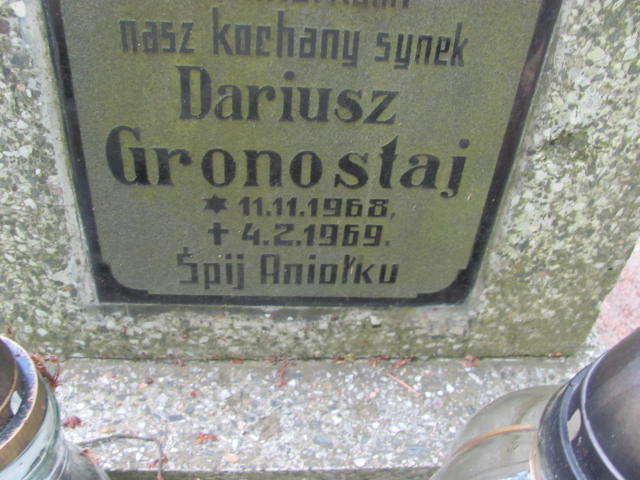 nasz kochany synek
Dariusz
Gronostaj
* 11.11.1968,
✝ 4.2.1969.
Śpij Aniołku